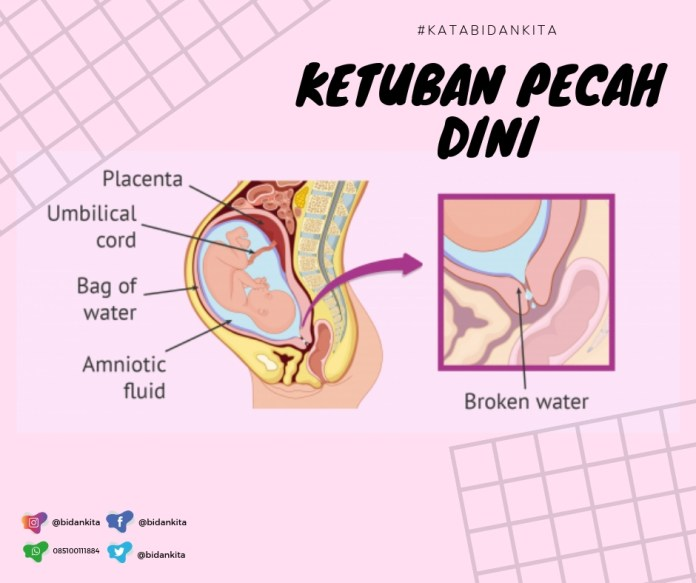 #KATABIDANKITA
KETUBAN PECAH
DINI
Placenta
Umbilical
cord
Bag of
water
Amniotic
fluid
Broken water
@bidankita
@bidankita
085100111884
@bidankita